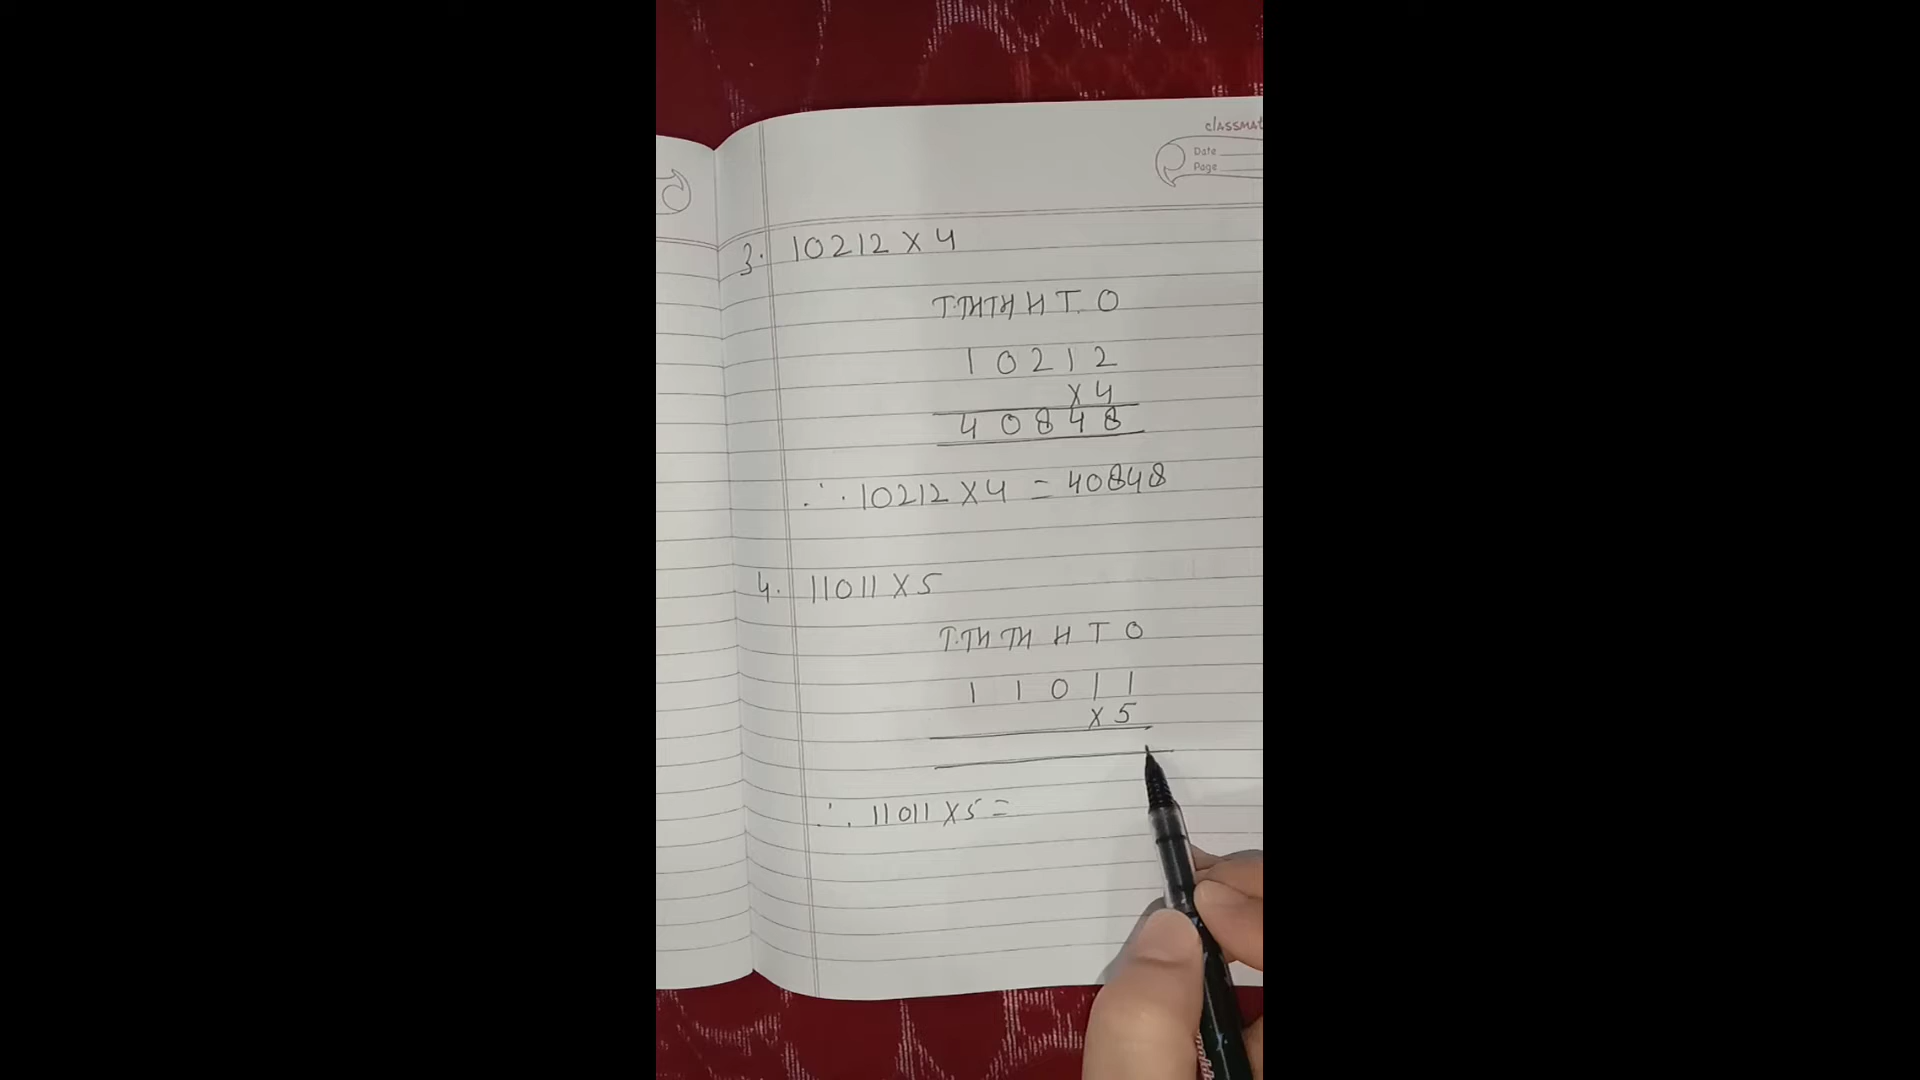 classmat
Date
Page
3. 10212 X 4
T.TH TH H T. O
1 0 2 1 2
X 4
4 0 8 4 8
∴ 10212 X 4 = 40848
4. 11011 X 5
T.TH TH H T O
1 1 0 1 1
X 5
∴ 11011 X 5 =